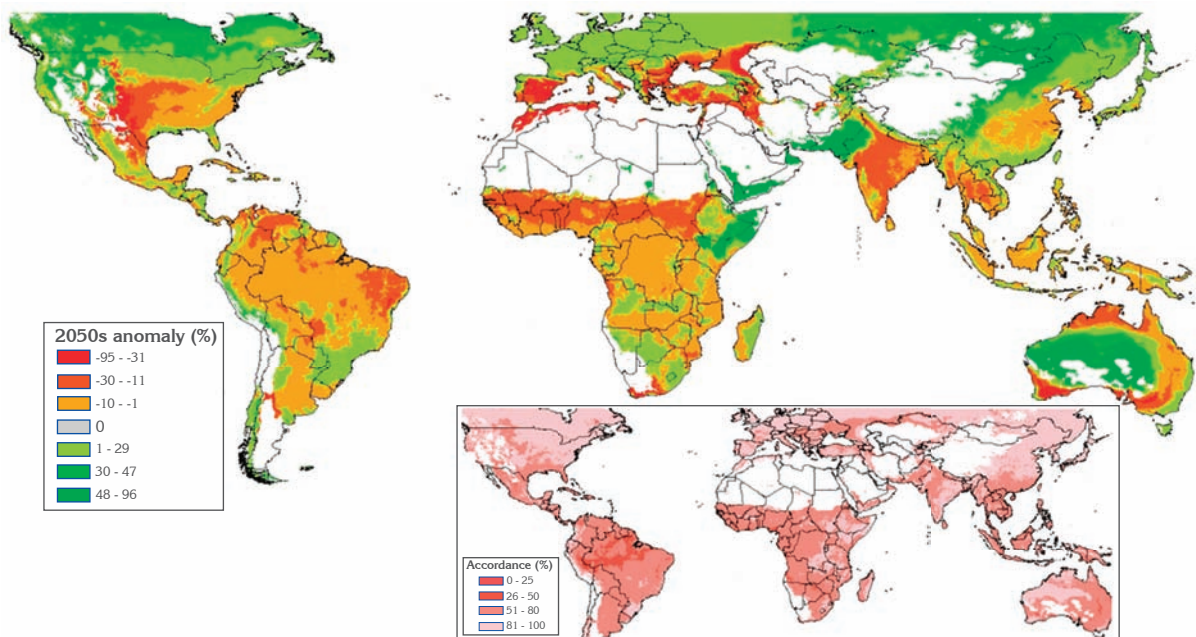 2050s anomaly (%)
-95 - -31
-30 - -11
-10 - -1
0
1 - 29
30 - 47
48 - 96
Accordance (%)
0 - 25
26 - 50
51 - 80
81 - 100